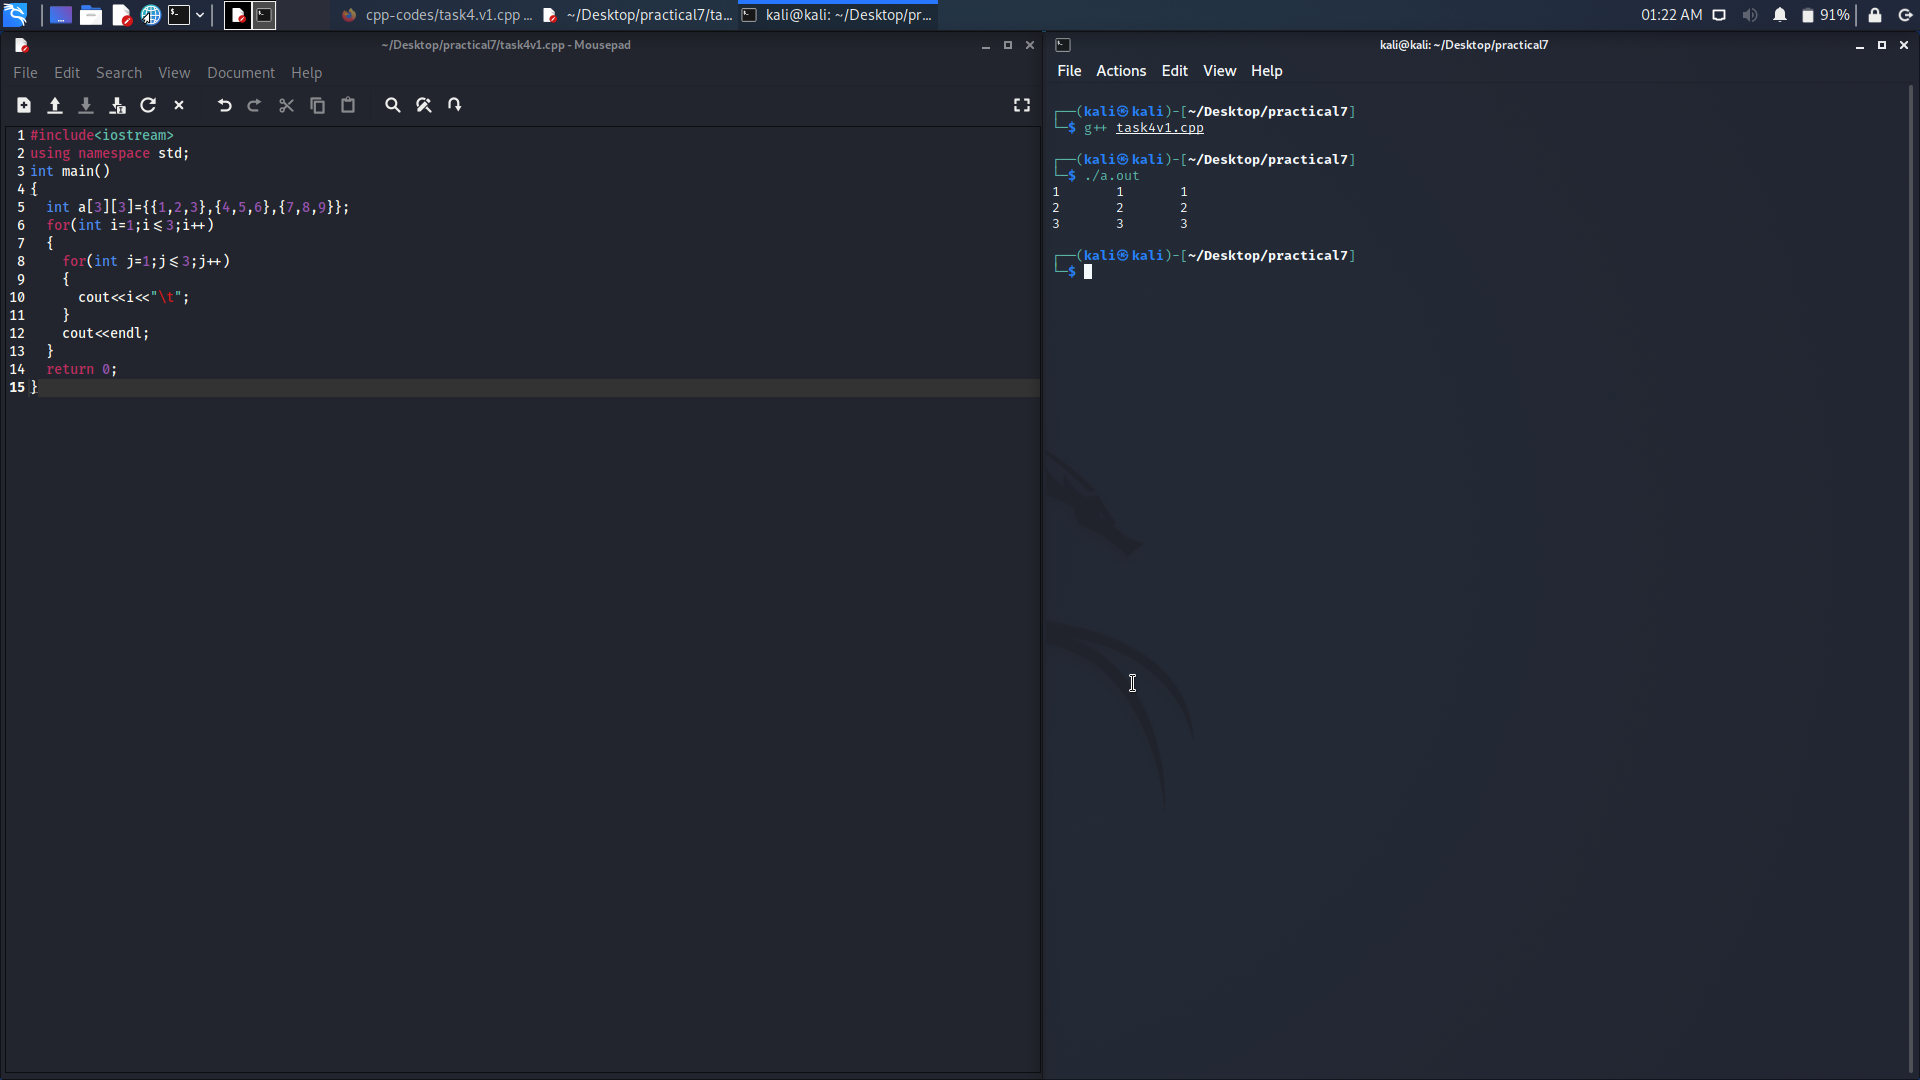 cpp-codes/task4.v1.cpp ...
~/Desktop/practical7/ta...
kali@kali: ~/Desktop/pr...
01:22 AM
91%
~/Desktop/practical7/task4v1.cpp - Mousepad
File Edit Search View Document Help
1 #include<iostream>
2 using namespace std;
3 int main()
4 {
5   int a[3][3]={{1,2,3},{4,5,6},{7,8,9}};
6   for(int i=1;i<=3;i++)
7   {
8     for(int j=1;j<=3;j++)
9     {
10       cout<<i<<"\t";
11     }
12     cout<<endl;
13   }
14   return 0;
15 }
kali@kali: ~/Desktop/practical7
File Actions Edit View Help
┌──(kali㉿kali)-[~/Desktop/practical7]
└─$ g++ task4v1.cpp
┌──(kali㉿kali)-[~/Desktop/practical7]
└─$ ./a.out
1 1 1
2 2 2
3 3 3
┌──(kali㉿kali)-[~/Desktop/practical7]
└─$